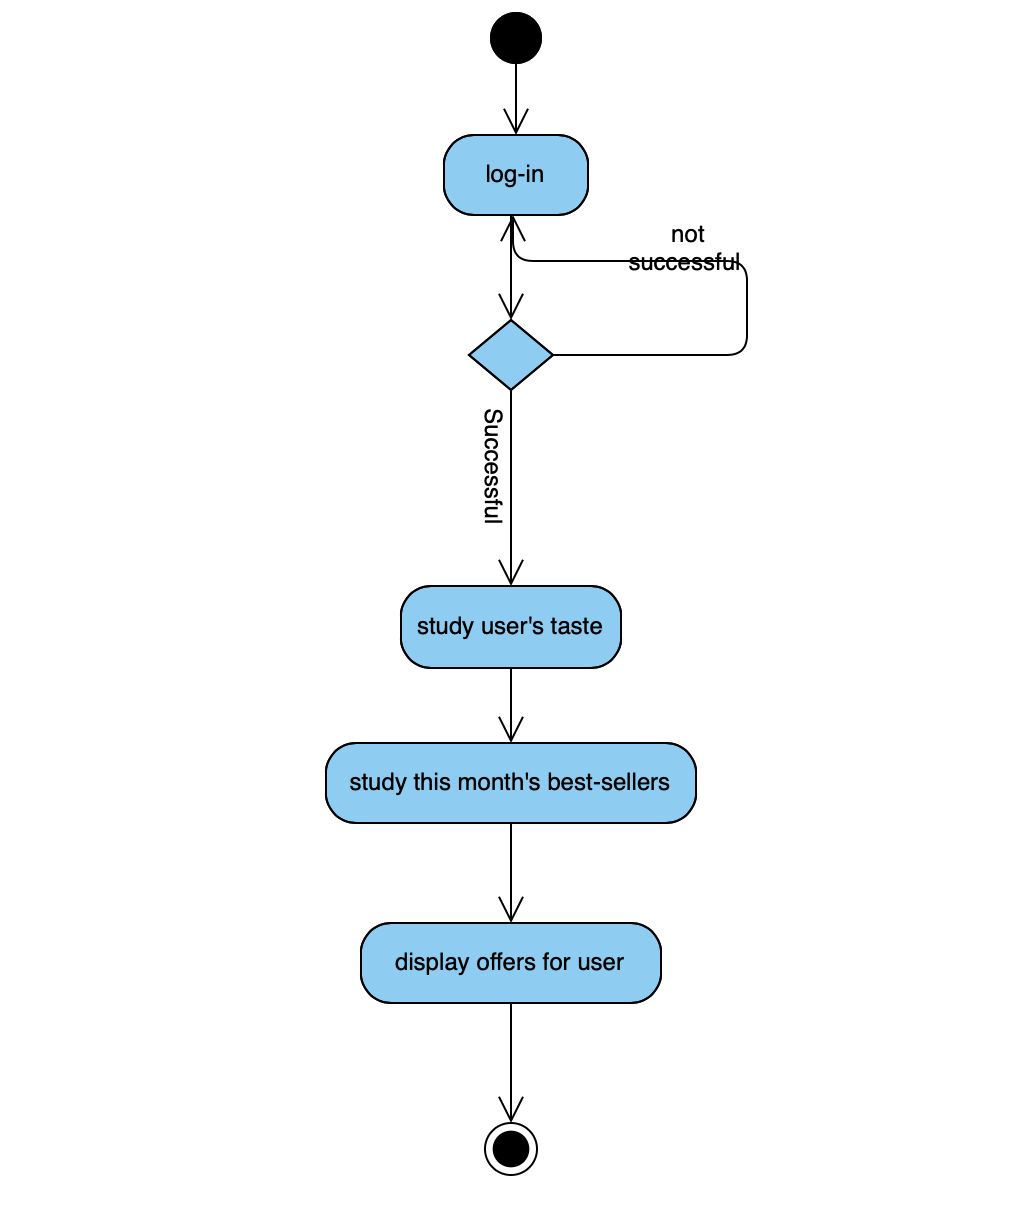 log-in
not
successful
Successful
study user's taste
study this month's best-sellers
display offers for user